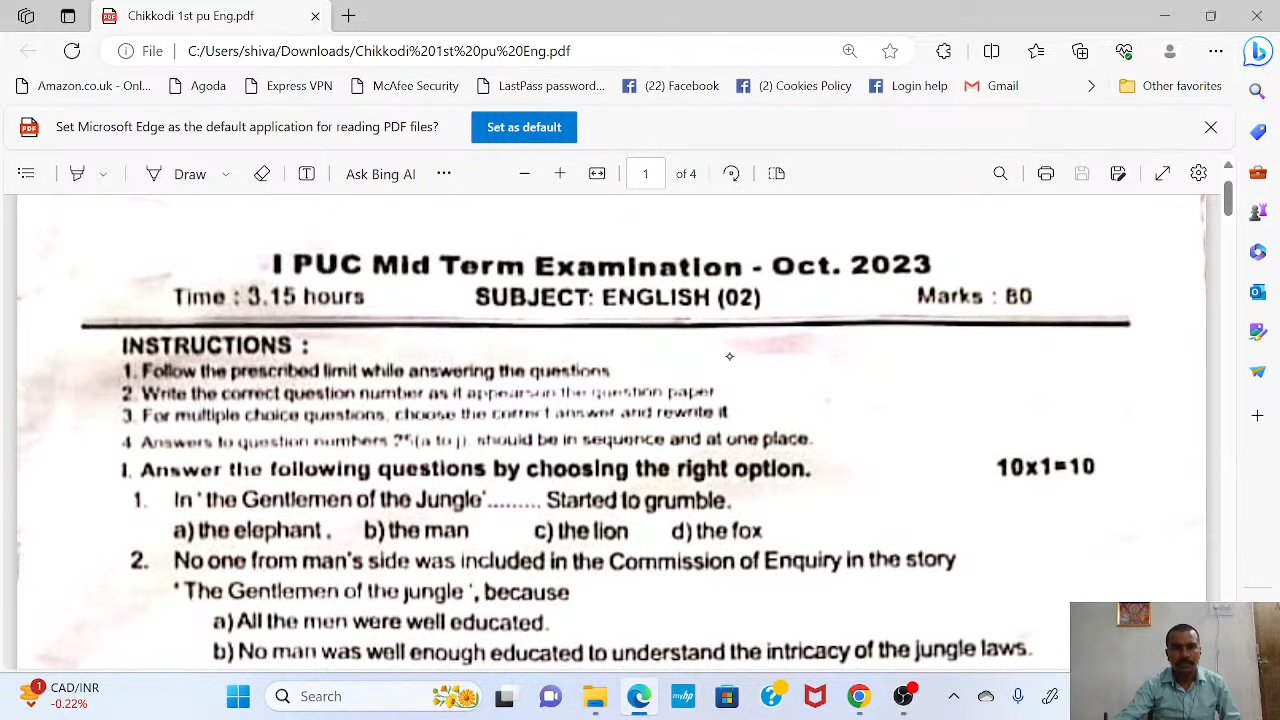 Chikkodi 1st pu Eng.pdf
File C:/Users/shiva/Downloads/Chikkodi%201st%20pu%20Eng.pdf
Amazon.co.uk - Onl... Agoda Express VPN McAfee Security LastPass password... (22) Facebook (2) Cookies Policy Login help Gmail Other favorites
PDF Set Microsoft Edge as the default application for reading PDF files? Set as default
Draw Ask Bing AI 1 of 4
I PUC Mid Term Examination - Oct. 2023
Time : 3.15 hours SUBJECT: ENGLISH (02) Marks : 80
INSTRUCTIONS :
1. Follow the prescribed limit while answering the questions
2. Write the correct question number as it appears in the question paper
3. For multiple choice questions, choose the correct answer and rewrite it
4 Answers to question numbers 25(a to j), should be in sequence and at one place.
I. Answer the following questions by choosing the right option. 10x1=10
1. In ' the Gentlemen of the Jungle'......... Started to grumble.
a) the elephant . b) the man c) the lion d) the fox
2. No one from man's side was included in the Commission of Enquiry in the story
' The Gentlemen of the jungle ', because
a) All the men were well educated.
b) No man was well enough educated to understand the intricacy of the jungle laws.
1 CAD/INR
-0.22%
Search
myhp